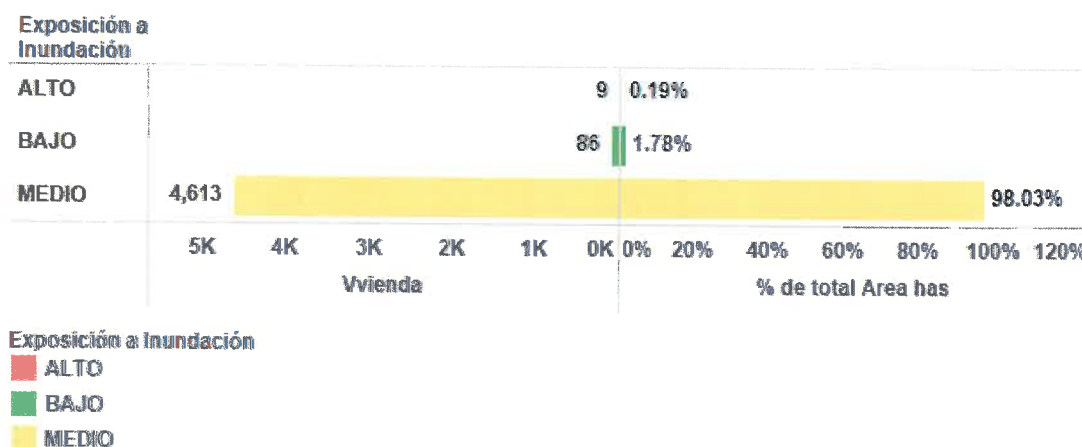 Exposición a
Inundación
ALTO 9 0.19%
BAJO 86 1.78%
MEDIO 4,613 98.03%
5K 4K 3K 2K 1K 0K 0% 20% 40% 60% 80% 100% 120%
Vvienda % de total Area has
Exposición a Inundación
ALTO
BAJO
MEDIO